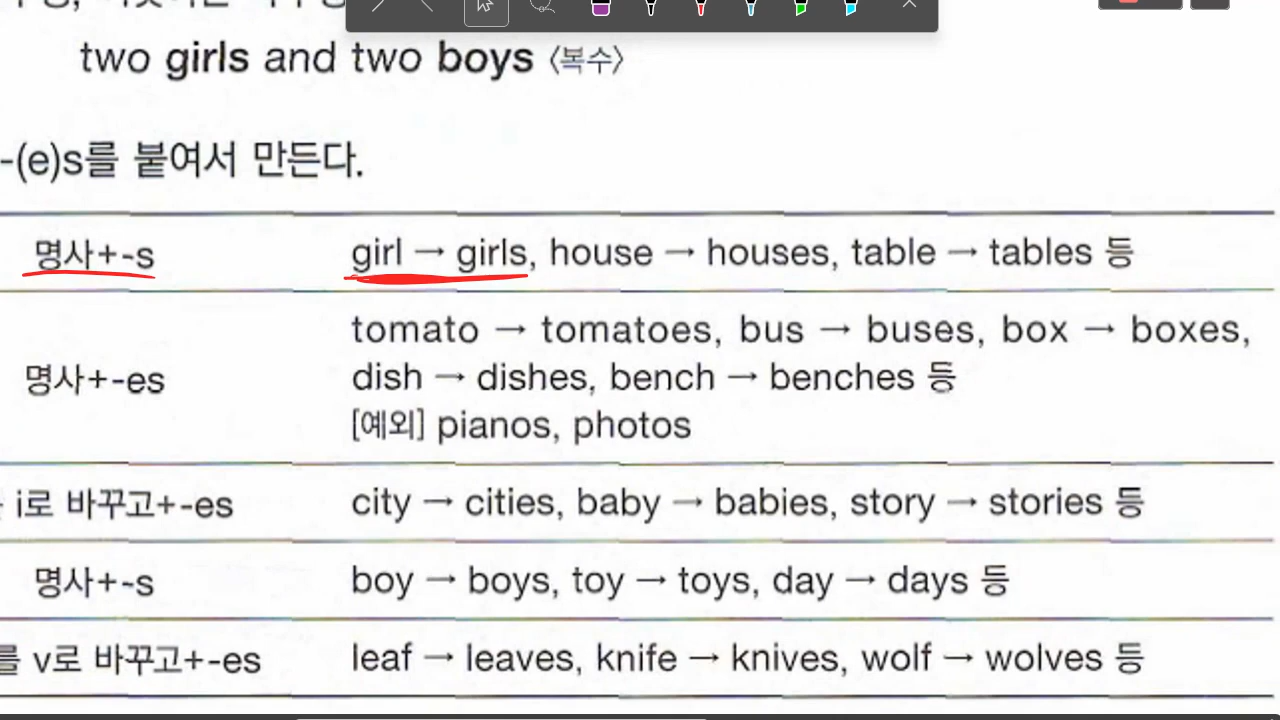 two girls and two boys 〈복수〉
-(e)s를 붙여서 만든다.
명사+-s girl → girls, house → houses, table → tables 등
명사+-es tomato → tomatoes, bus → buses, box → boxes,
dish → dishes, bench → benches 등
[예외] pianos, photos
i로 바꾸고+-es city → cities, baby → babies, story → stories 등
명사+-s boy → boys, toy → toys, day → days 등
를 v로 바꾸고+-es leaf → leaves, knife → knives, wolf → wolves 등